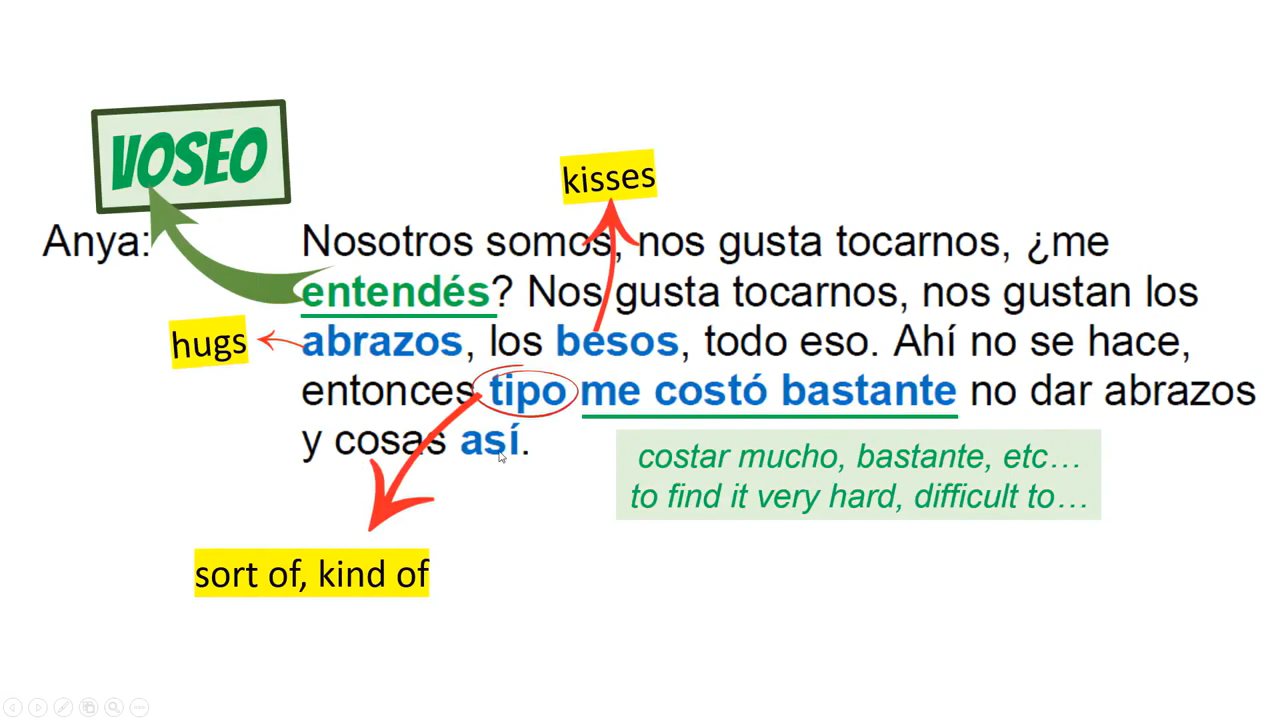 VOSEO
kisses
Anya: Nosotros somos, nos gusta tocarnos, ¿me
entendés? Nos gusta tocarnos, nos gustan los
hugs
abrazos, los besos, todo eso. Ahí no se hace,
entonces tipo me costó bastante no dar abrazos
y cosas así.
costar mucho, bastante, etc…
to find it very hard, difficult to…
sort of, kind of